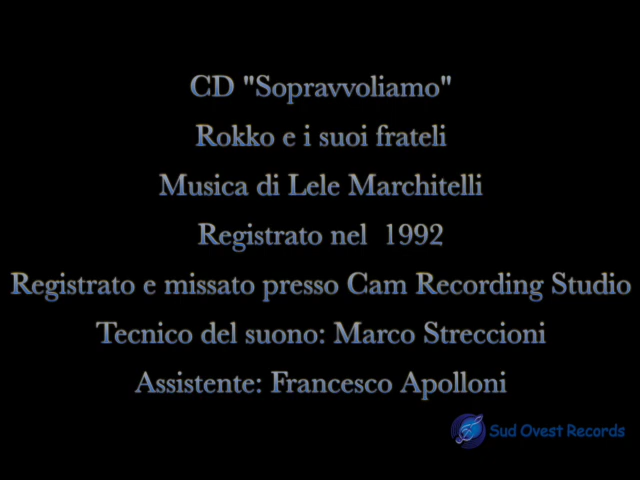 CD "Sopravvoliamo"
Rokko e i suoi frateli
Musica di Lele Marchitelli
Registrato nel 1992
Registrato e missato presso Cam Recording Studio
Tecnico del suono: Marco Streccioni
Assistente: Francesco Apolloni
Sud Ovest Records